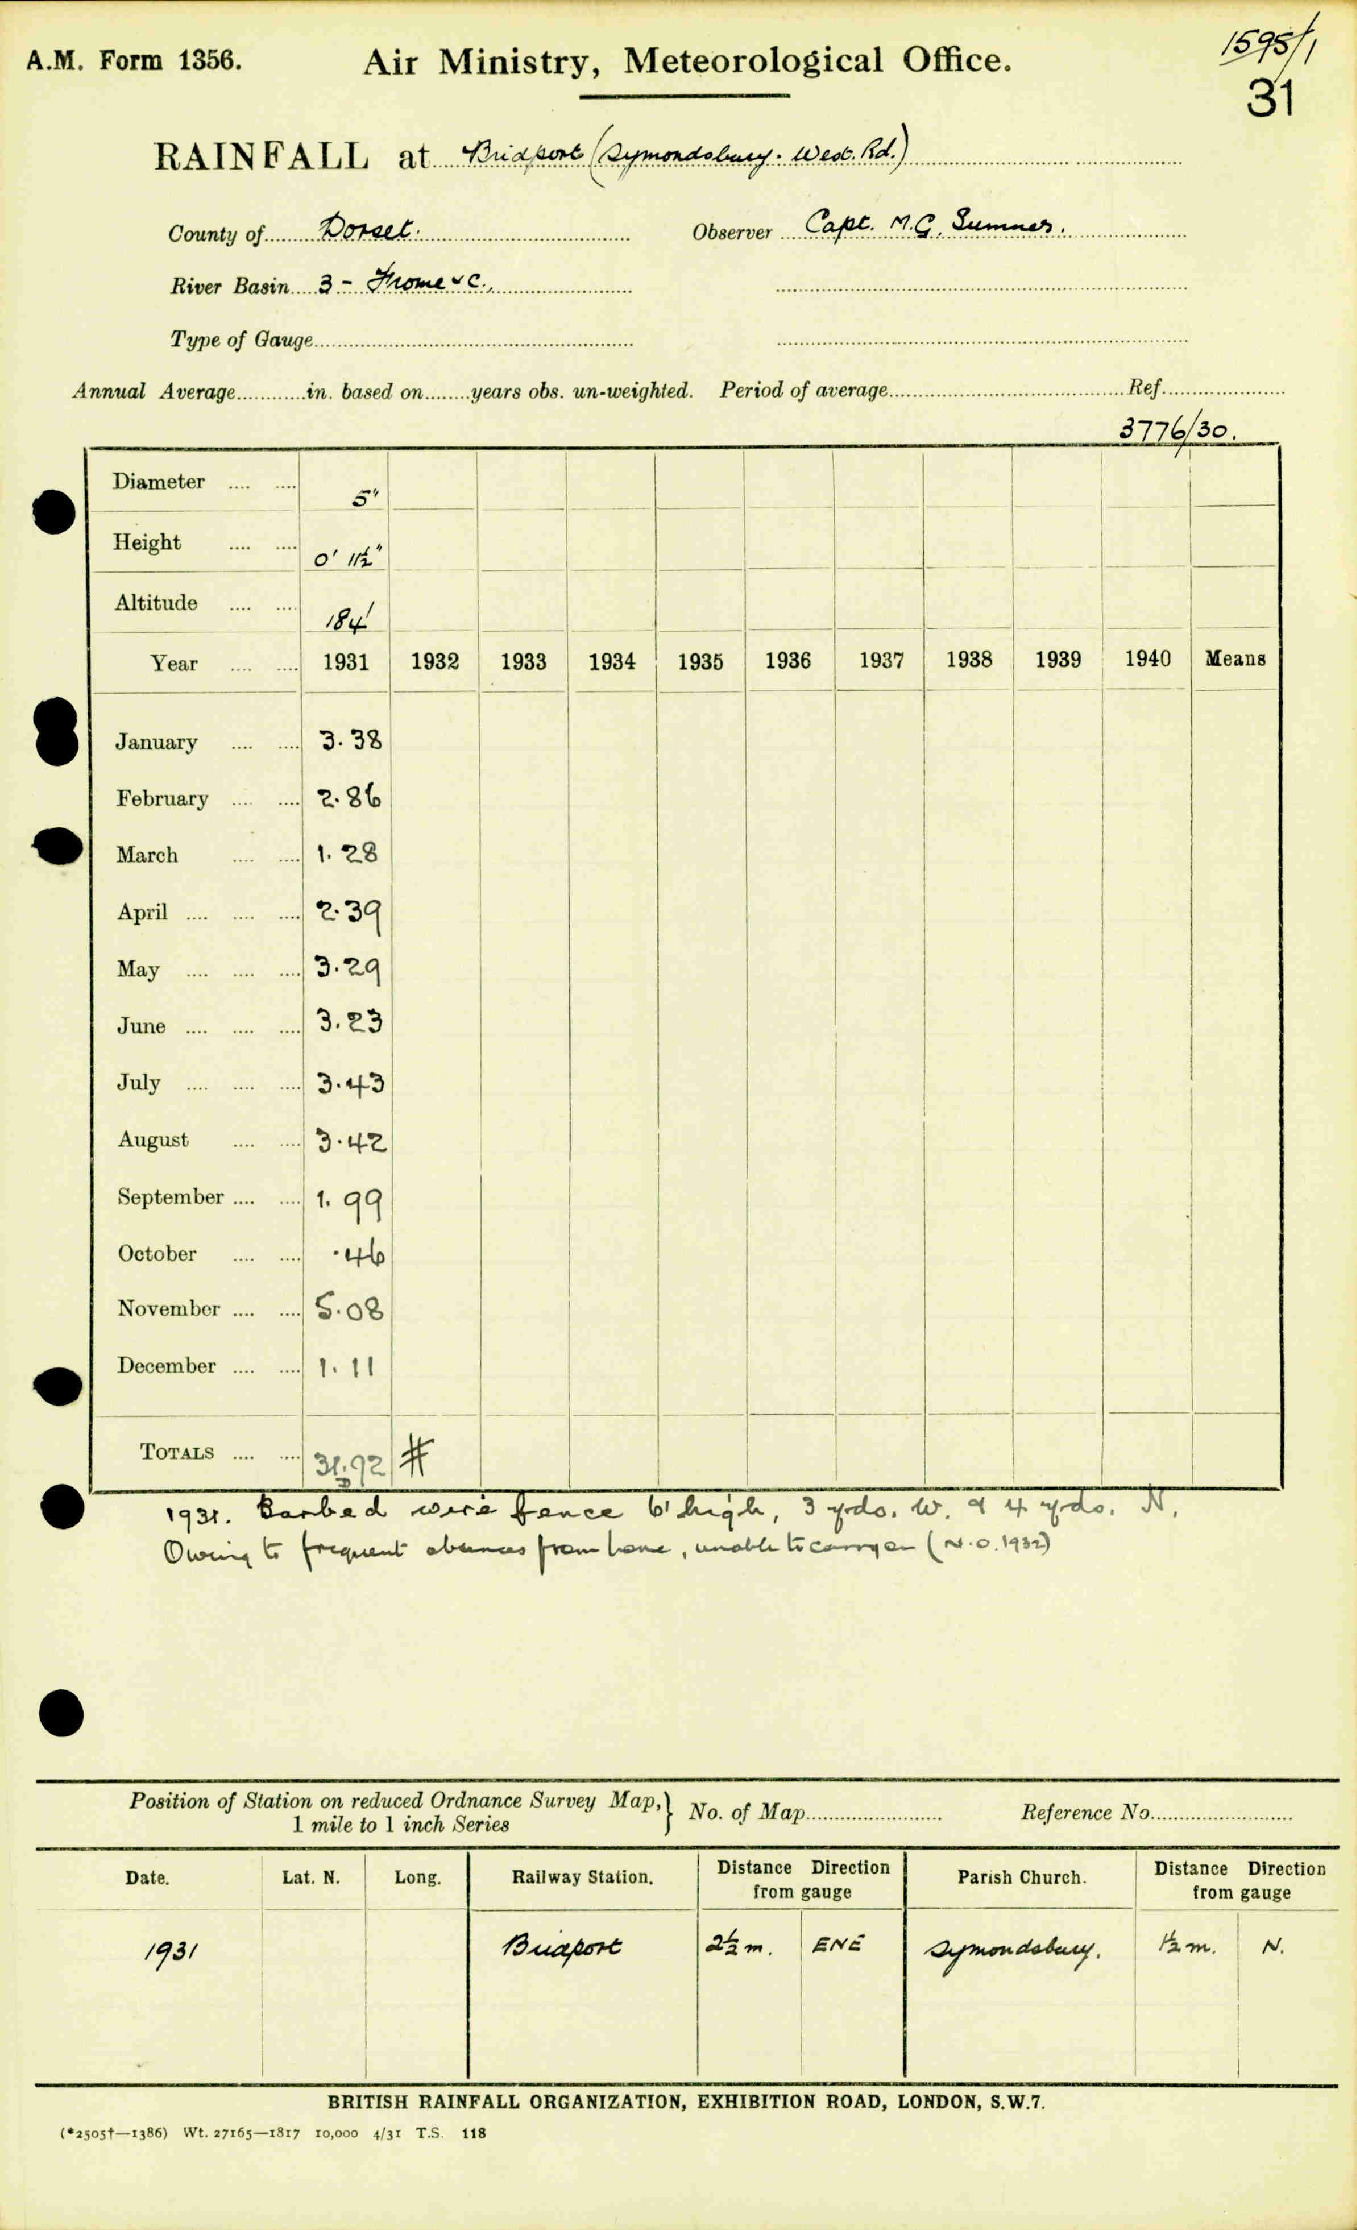 A.M. Form 1356. Air Ministry, Meteorological Office. 1595/1
31
RAINFALL at Bridport (Symondsbury. West. Rd.)
County of Dorset. Observer Capt. M.G. Sumner.
River Basin 3 - Frome &c.
Type of Gauge
Annual Average in. based on years obs. un-weighted. Period of average Ref.
3776/30.
Diameter 5"
Height 0' 11½"
Altitude 184'
Year 1931 1932 1933 1934 1935 1936 1937 1938 1939 1940 Means
January 3.38
February 2.86
March 1.28
April 2.39
May 3.29
June 3.23
July 3.43
August 3.42
September 1.99
October .46
November 5.08
December 1.11
TOTALS 31.92 #
1931. Barbed wire fence 6' high, 3 yds. W. & 4 yds. N.
Owing to frequent absences from home, unable to carry on (N.O. 1932)
Position of Station on reduced Ordnance Survey Map, } No. of Map Reference No.
1 mile to 1 inch Series
Date. Lat. N. Long. Railway Station. Distance Direction from gauge Parish Church. Distance Direction from gauge
1931 Bridport 2½ m. ENE Symondsbury. 1½ m. N.
BRITISH RAINFALL ORGANIZATION, EXHIBITION ROAD, LONDON, S.W.7.
(*2505†—1386) Wt. 27165—1817 10,000 4/31 T.S. 118